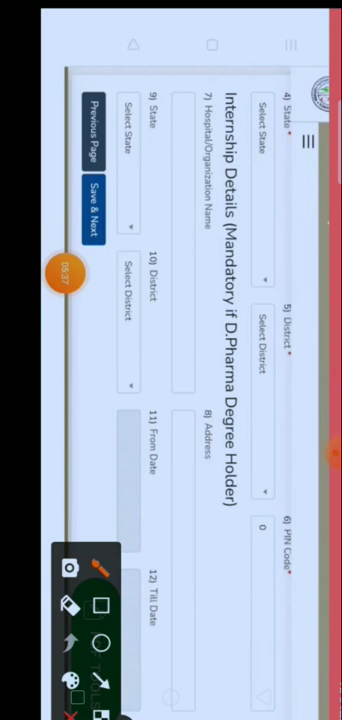 4) State *
5) District *
6) PIN Code*
Select State
Select District
0
Internship Details (Mandatory if D.Pharma Degree Holder)
7) Hospital/Organization Name
8) Address
9) State
10) District
11) From Date
12) Till Date
Select State
Select District
Previous Page
Save & Next
05:37
TOOLS